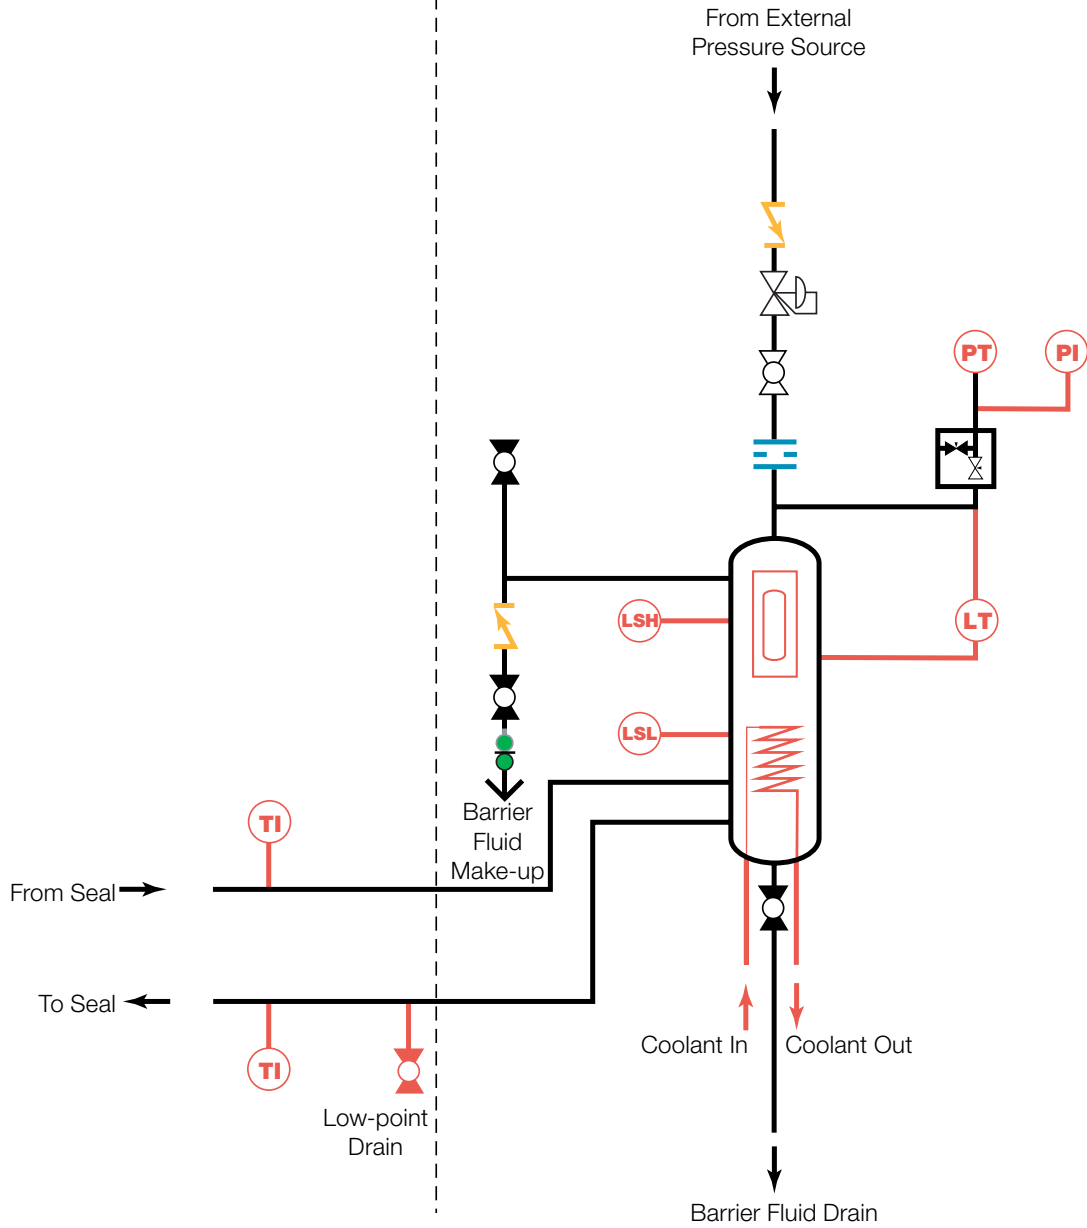 From External
Pressure Source
PT
PI
LSH
LT
LSL
Barrier
Fluid
Make-up
TI
From Seal
To Seal
TI
Coolant In
Coolant Out
Low-point
Drain
Barrier Fluid Drain